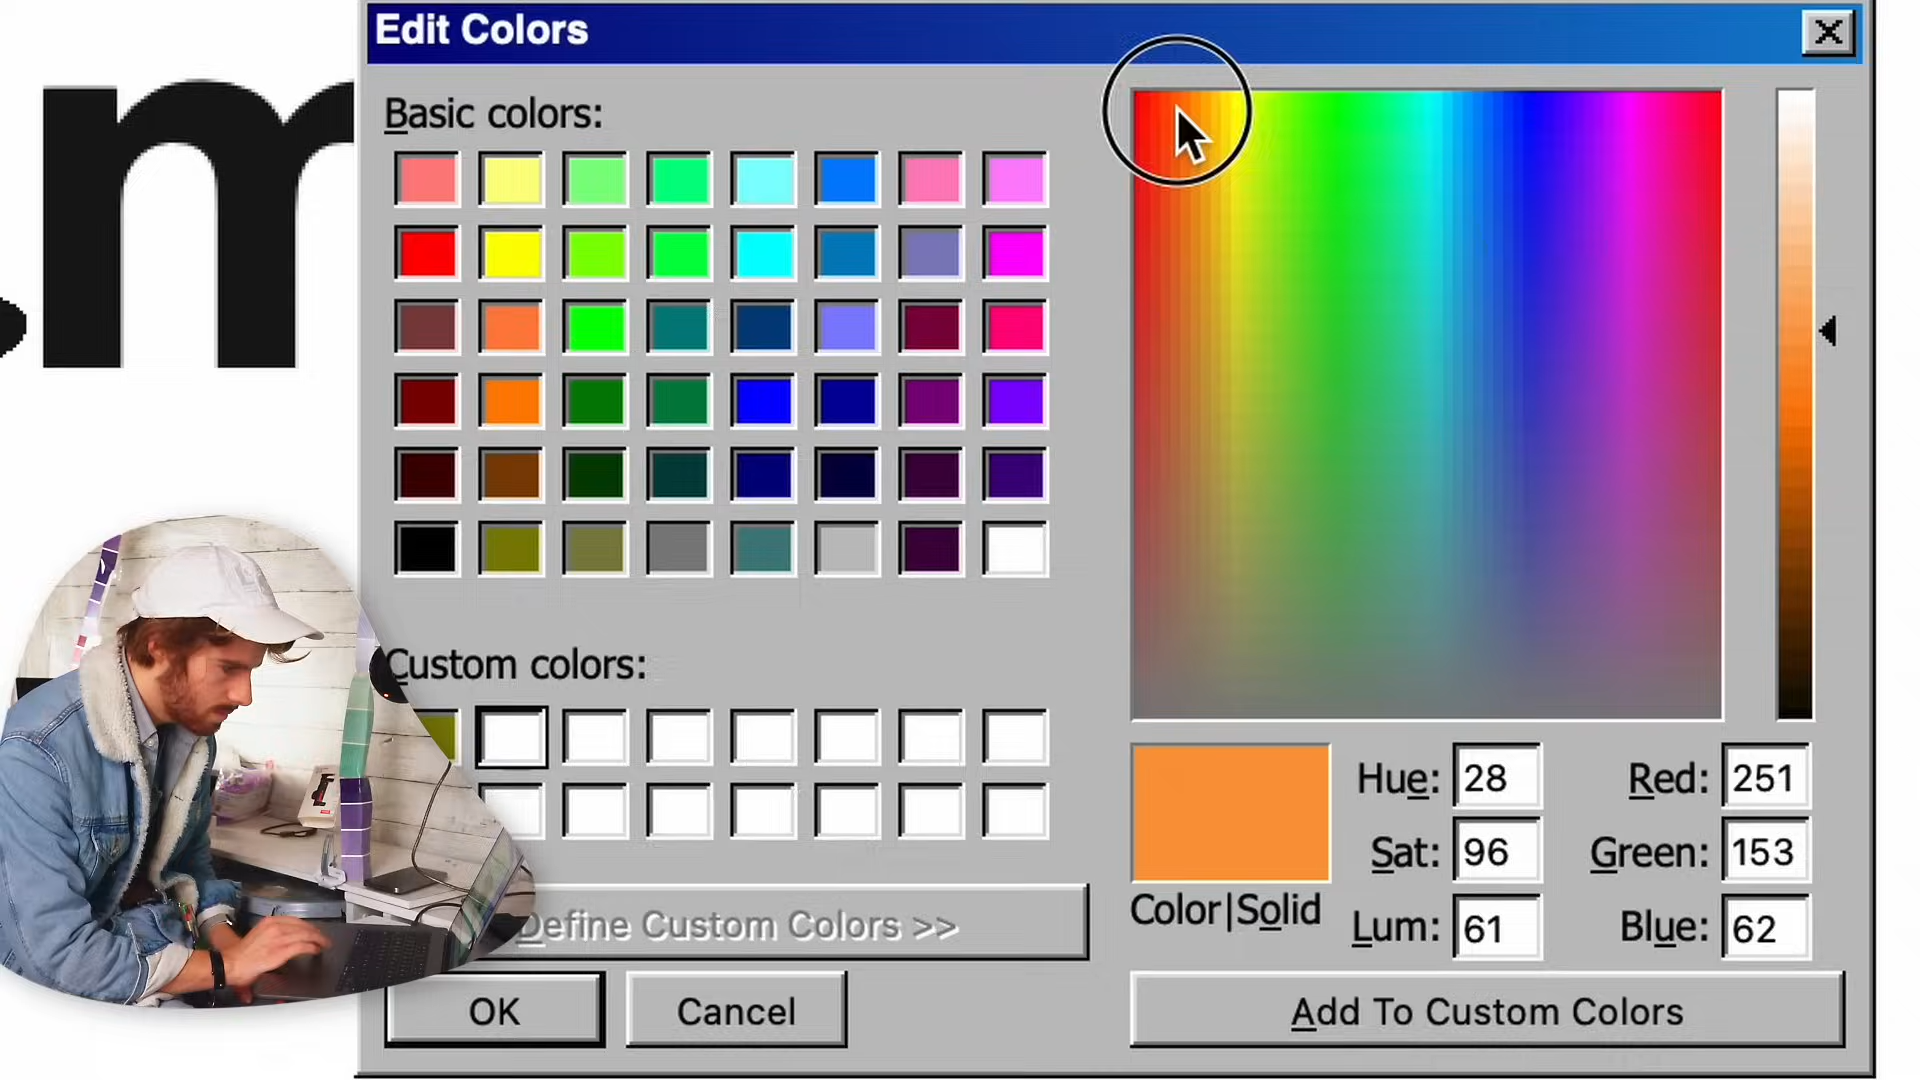 Edit Colors
.m
Basic colors:
Custom colors:
Hue: 28
Red: 251
Sat: 96
Green: 153
Color|Solid
Lum: 61
Blue: 62
Define Custom Colors >>
OK
Cancel
Add To Custom Colors